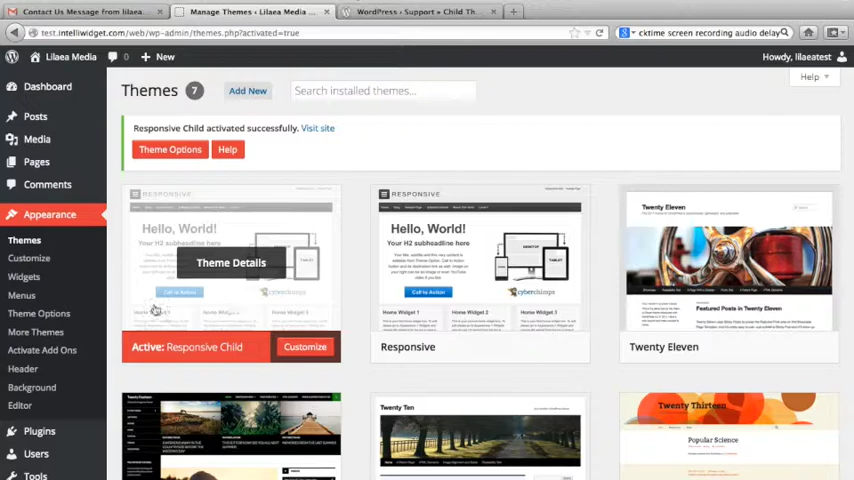 Contact Us Message from lilaea...
Manage Themes ‹ Lilaea Media ...
WordPress › Support » Child Th...
test.intelliwidget.com/web/wp-admin/themes.php?activated=true
cktime screen recording audio delay
Lilaea Media 0 + New
Howdy, lilaeatest
Dashboard
Posts
Media
Pages
Comments
Appearance
Themes
Customize
Widgets
Menus
Theme Options
More Themes
Activate Add Ons
Header
Background
Editor
Plugins
Users
Tools
Help
Themes 7 Add New Search installed themes...
Responsive Child activated successfully. Visit site
Theme Options Help
RESPONSIVE
Hello, World!
Your H2 subheadline here
Theme Details
Call to Action
cyberchimps
Home Widget 1
Active: Responsive Child Customize
RESPONSIVE
Hello, World!
Your H2 subheadline here
Call to Action
cyberchimps
Home Widget 1 Home Widget 2 Home Widget 3
Responsive
Twenty Eleven
Featured Posts in Twenty Eleven
Twenty Eleven
Twenty Fourteen
Twenty Ten
Twenty Thirteen
Popular Science